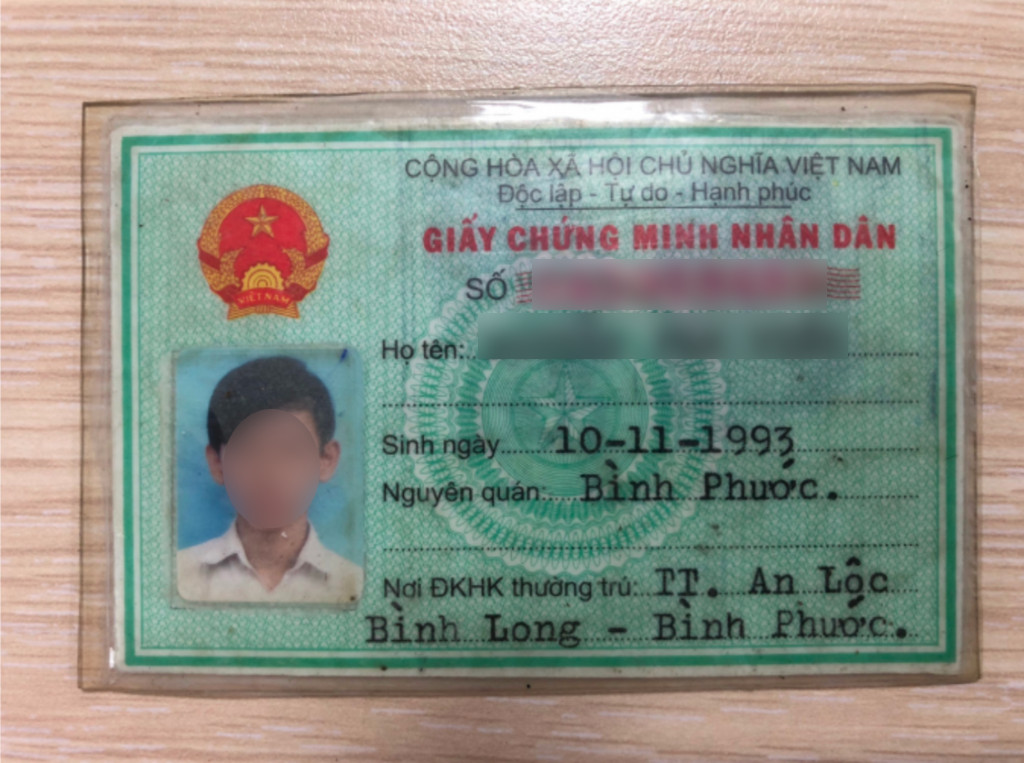 CỘNG HÒA XÃ HỘI CHỦ NGHĨA VIỆT NAM
Độc lập - Tự do - Hạnh phúc
GIẤY CHỨNG MINH NHÂN DÂN
VIỆT NAM
SỐ
Họ tên:
Sinh ngày 10-11-1993
Nguyên quán: Bình Phước.
Nơi ĐKHK thường trú: TT. An Lộc
Bình Long - Bình Phước.